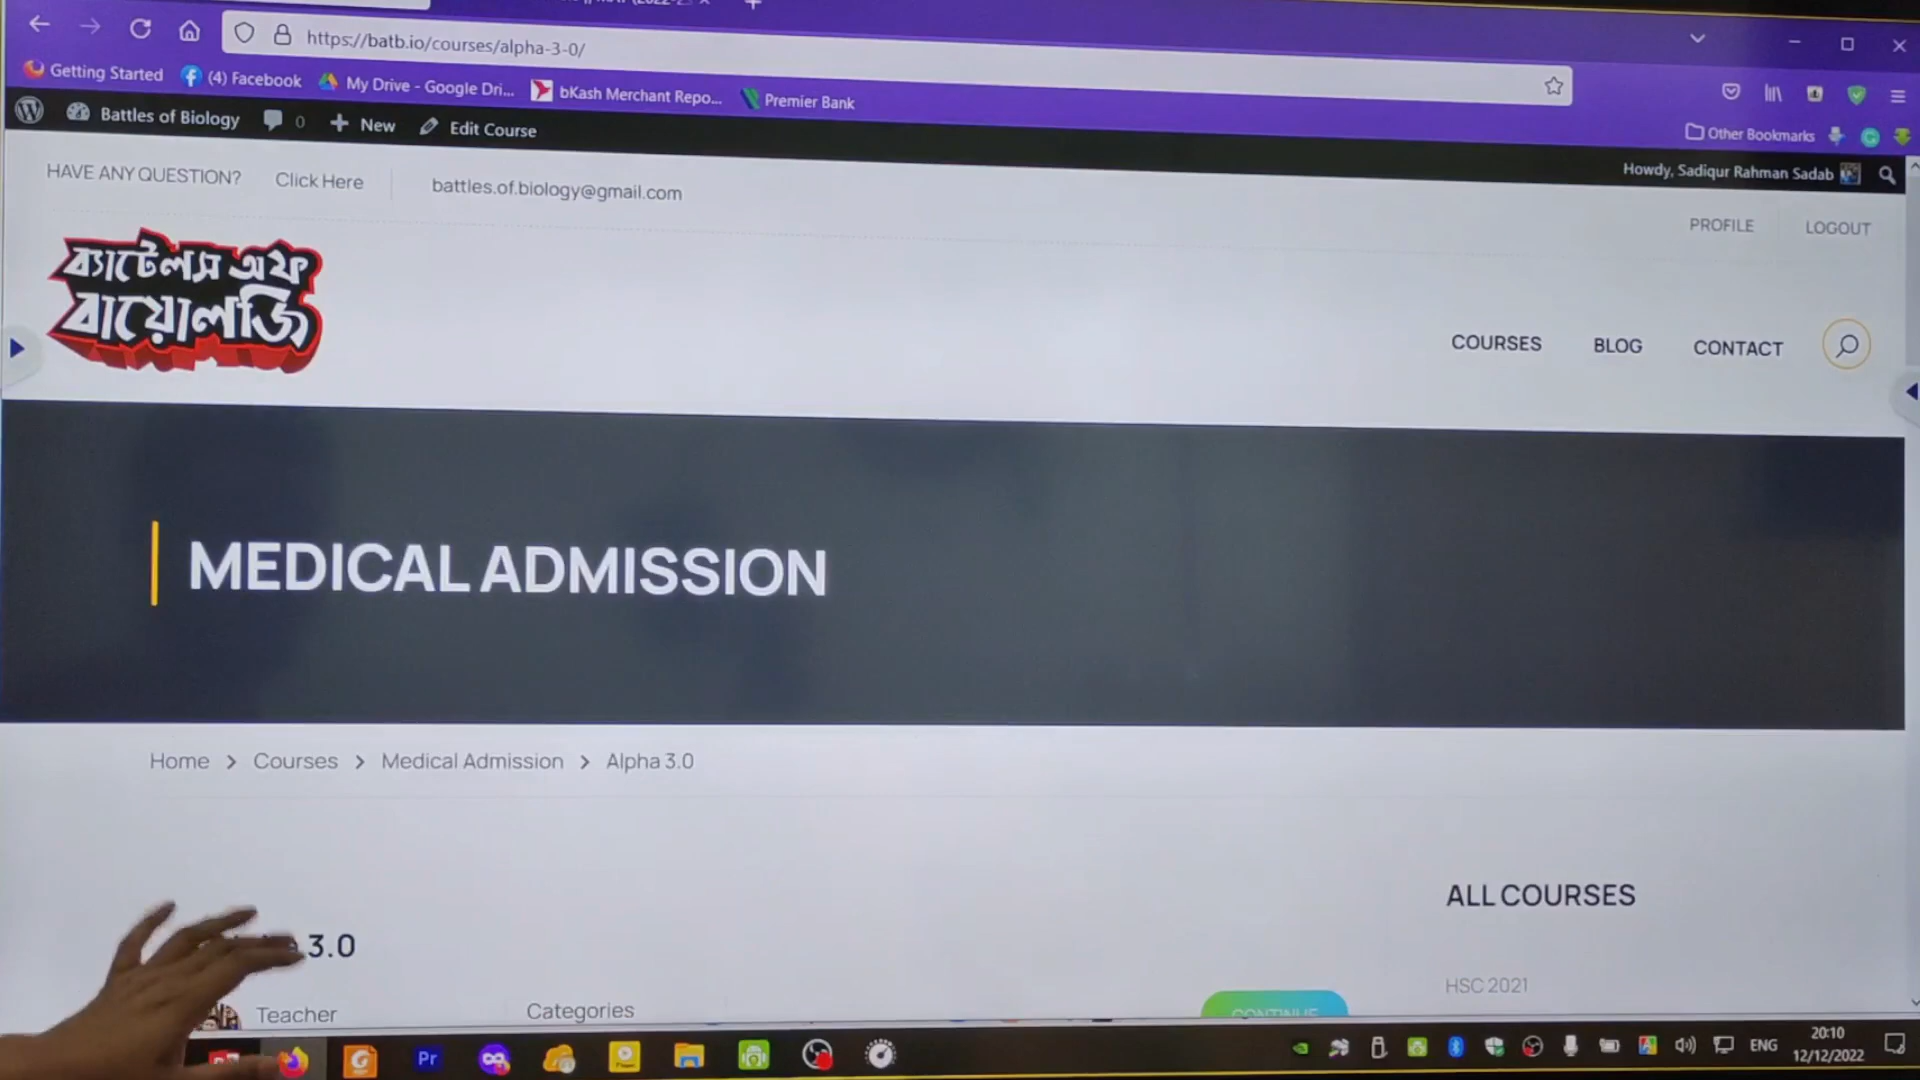 https://batb.io/courses/alpha-3-0/
Getting Started
(4) Facebook
My Drive - Google Dri...
bKash Merchant Repo...
Premier Bank
Other Bookmarks
Battles of Biology
0
New
Edit Course
Howdy, Sadiqur Rahman Sadab
HAVE ANY QUESTION?
Click Here
battles.of.biology@gmail.com
PROFILE
LOGOUT
ব্যাটেলস অফ
বায়োলজি
COURSES
BLOG
CONTACT
MEDICAL ADMISSION
Home > Courses > Medical Admission > Alpha 3.0
ALL COURSES
3.0
HSC 2021
Teacher
Categories
CONTINUE
Pr
ENG
20:10
12/12/2022